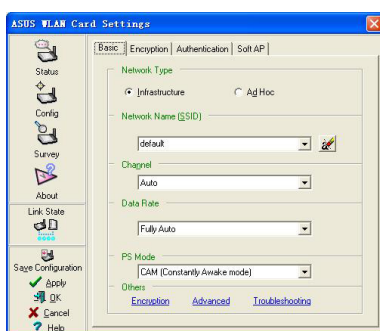 ASUS WLAN Card Settings
Status
Config
Survey
About
Link State
Save Configuration
Apply
OK
Cancel
Help
Basic Encryption Authentication Soft AP
Network Type
Infrastructure Ad Hoc
Network Name (SSID)
default
Channel
Auto
Data Rate
Fully Auto
PS Mode
CAM (Constantly Awake mode)
Others
Encryption Advanced Troubleshooting